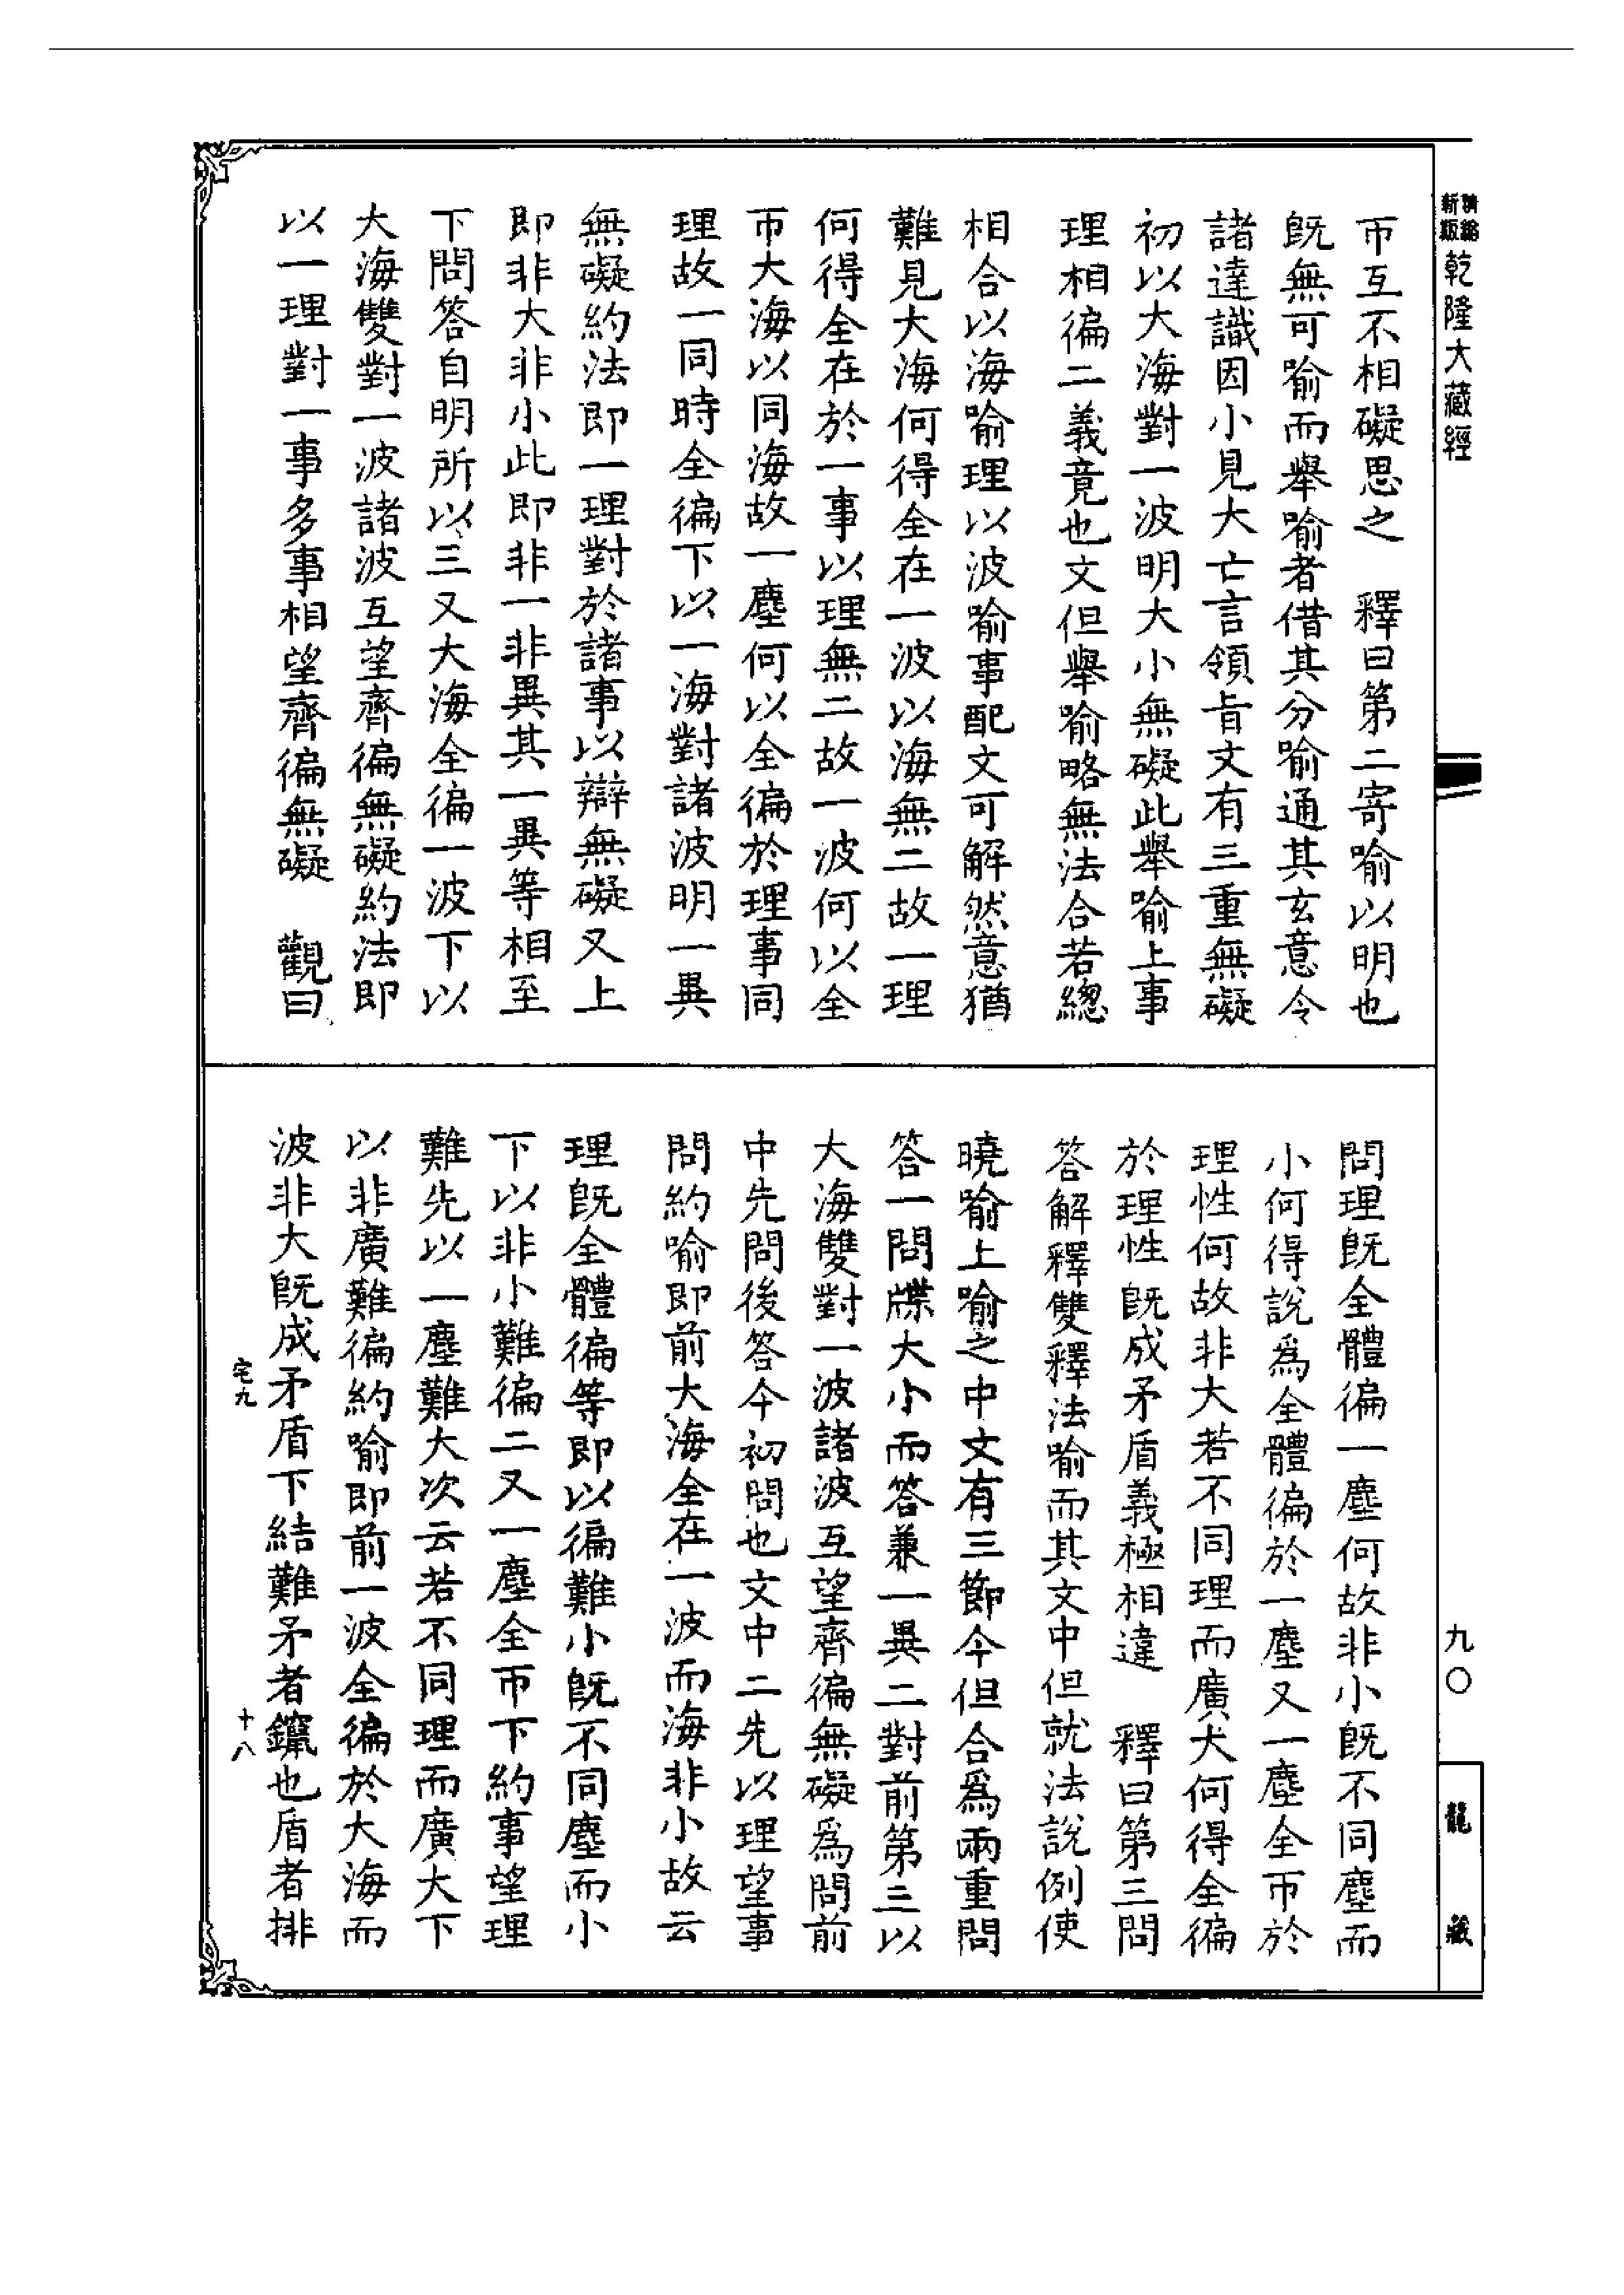 精縮新版乾隆大藏經
帀互不相礙思之　釋曰第二寄喻以明也
旣無可喻而舉喻者借其分喻通其玄意令
諸達識因小見大亡言領旨文有三重無礙
初以大海對一波明大小無礙此舉喻上事
理相徧二義竟也文但舉喻略無法合若總
相合以海喻理以波喻事配文可解然意猶
難見大海何得全在一波以海無二故一理
何得全在於一事以理無二故一波何以全
帀大海以同海故一塵何以全徧於理事同
理故一同時全徧下以一海對諸波明一異
無礙約法即一理對於諸事以辯無礙又上
即非大非小此即非一非異其一異等相至
下問答自明所以三又大海全徧一波下以
大海雙對一波諸波互望齊徧無礙約法即
以一理對一事多事相望齊徧無礙　觀曰
問理旣全體徧一塵何故非小旣不同塵而
小何得說爲全體徧於一塵又一塵全帀於
理性何故非大若不同理而廣大何得全徧
於理性旣成矛盾義極相違　釋曰第三問
答解釋雙釋法喻而其文中但就法說例使
曉喻上喻之中文有三節今但合爲兩重問
答一問牒大小而答兼一異二對前第三以
大海雙對一波諸波互望齊徧無礙爲問前
中先問後答今初問也文中二先以理望事
問約喻即前大海全在一波而海非小故云
理旣全體徧等即以徧難小旣不同塵而小
下以非小難徧二又一塵全帀下約事望理
難先以一塵難大次云若不同理而廣大下
以非廣難徧約喻即前一波全徧於大海而
波非大旣成矛盾下結難矛者鑹也盾者排
宅九
十八
九〇
龍藏